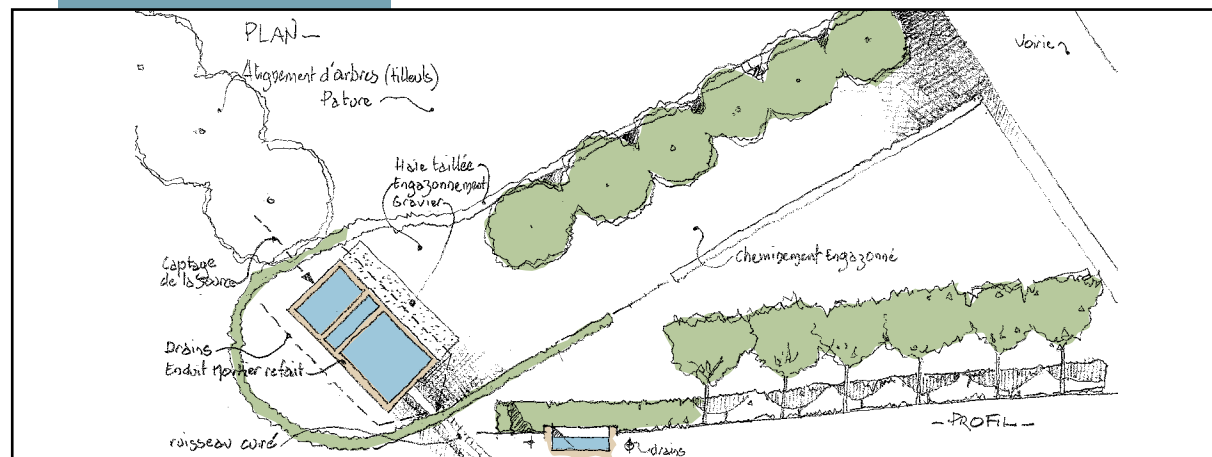 PLAN
Alignement d'arbres (tilleuls)
Pature
Voirie
Haie taillée
Engazonnement
Gravier
Captage
de la source
Cheminement Engazonné
Drains
Enduit Mortier refait
ruisseau curé
drains
- PROFIL -